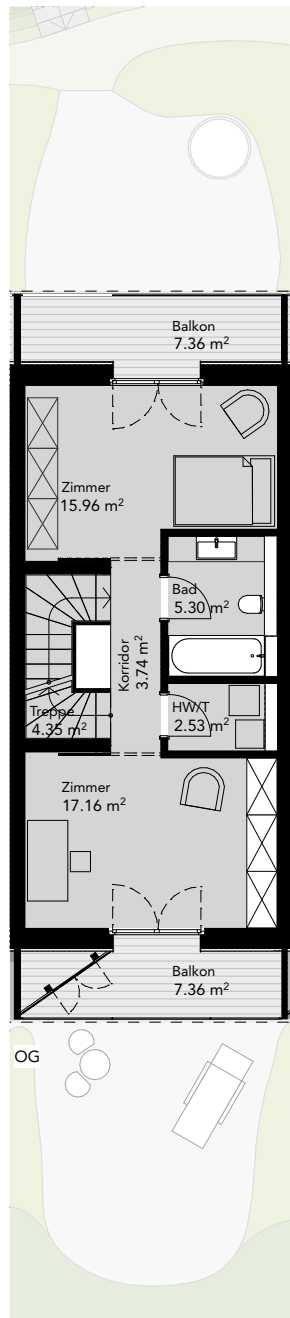 Balkon
7.36 m²
Zimmer
15.96 m²
Bad
5.30 m²
Korridor
3.74 m²
Treppe
4.35 m²
HW/T
2.53 m²
Zimmer
17.16 m²
Balkon
7.36 m²
OG